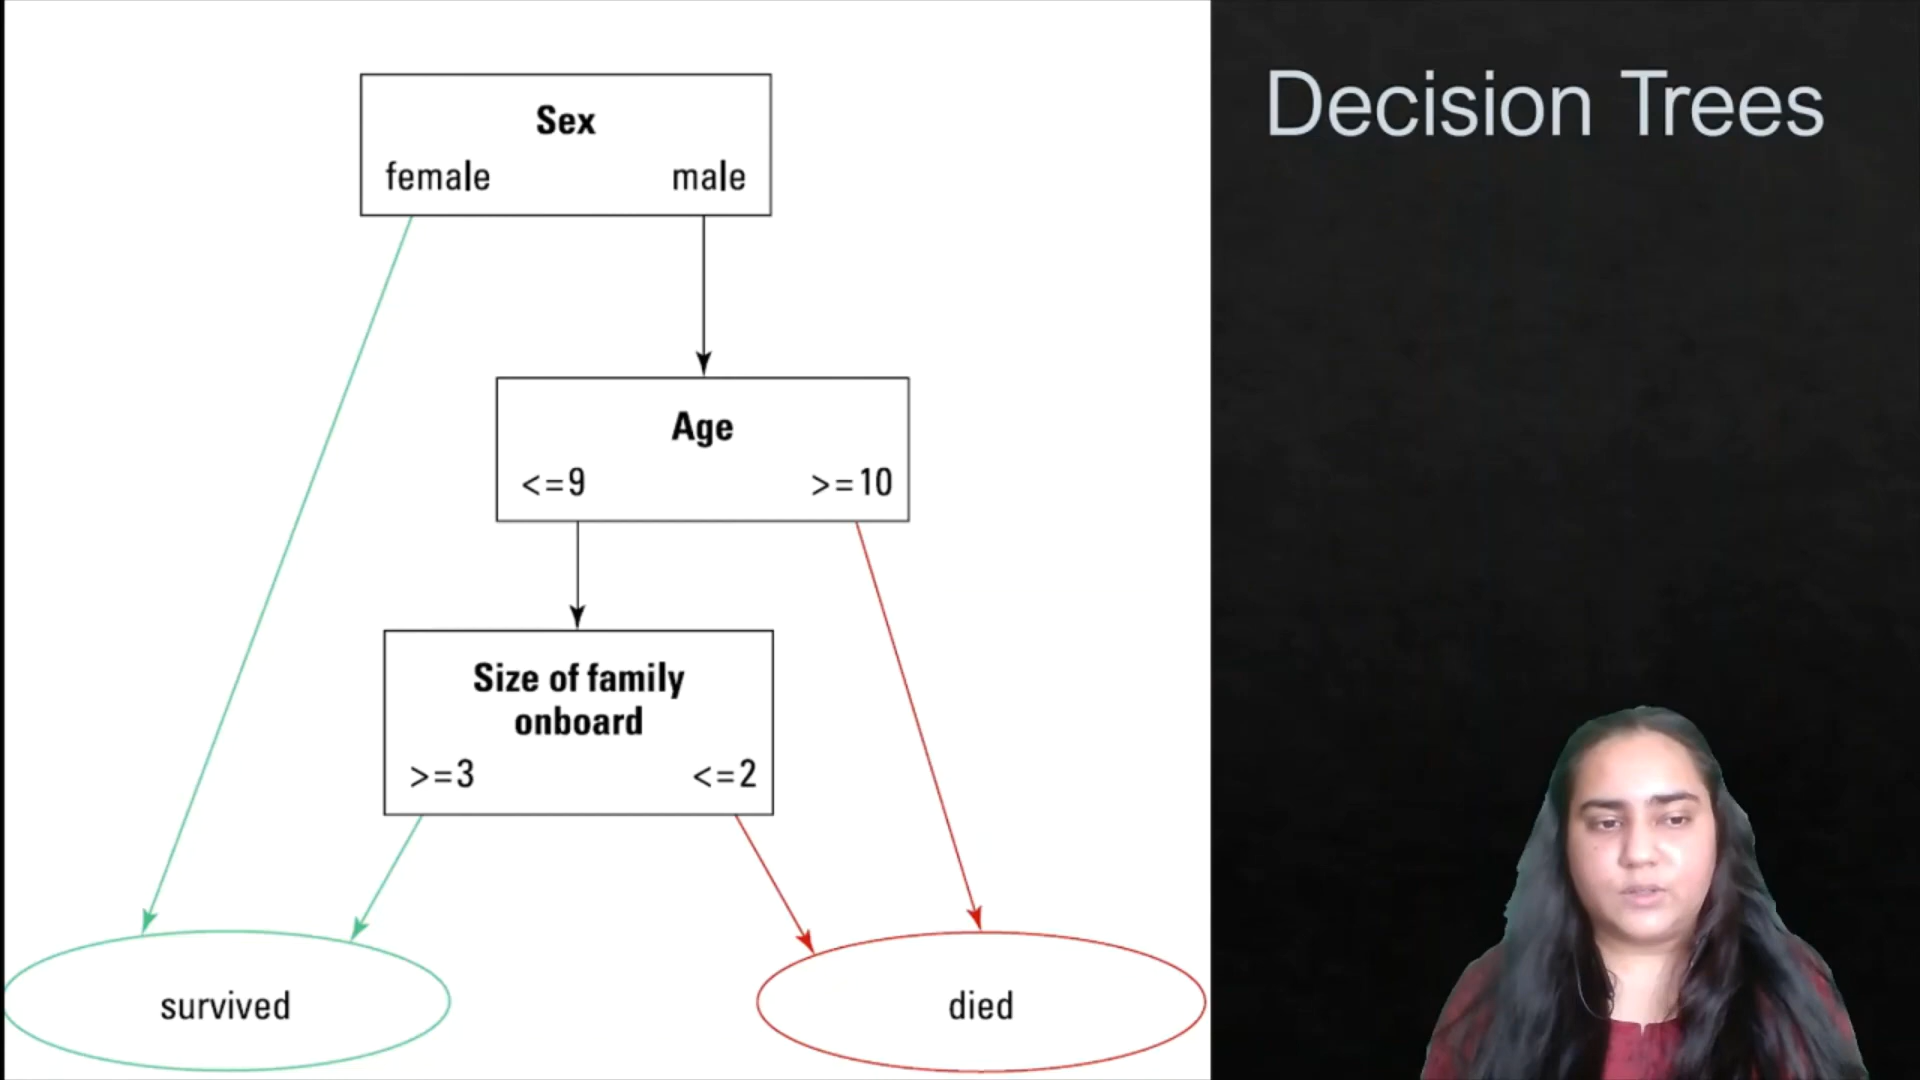 Decision Trees
Sex
female male
Age
<=9 >=10
Size of family
onboard
>=3 <=2
survived died